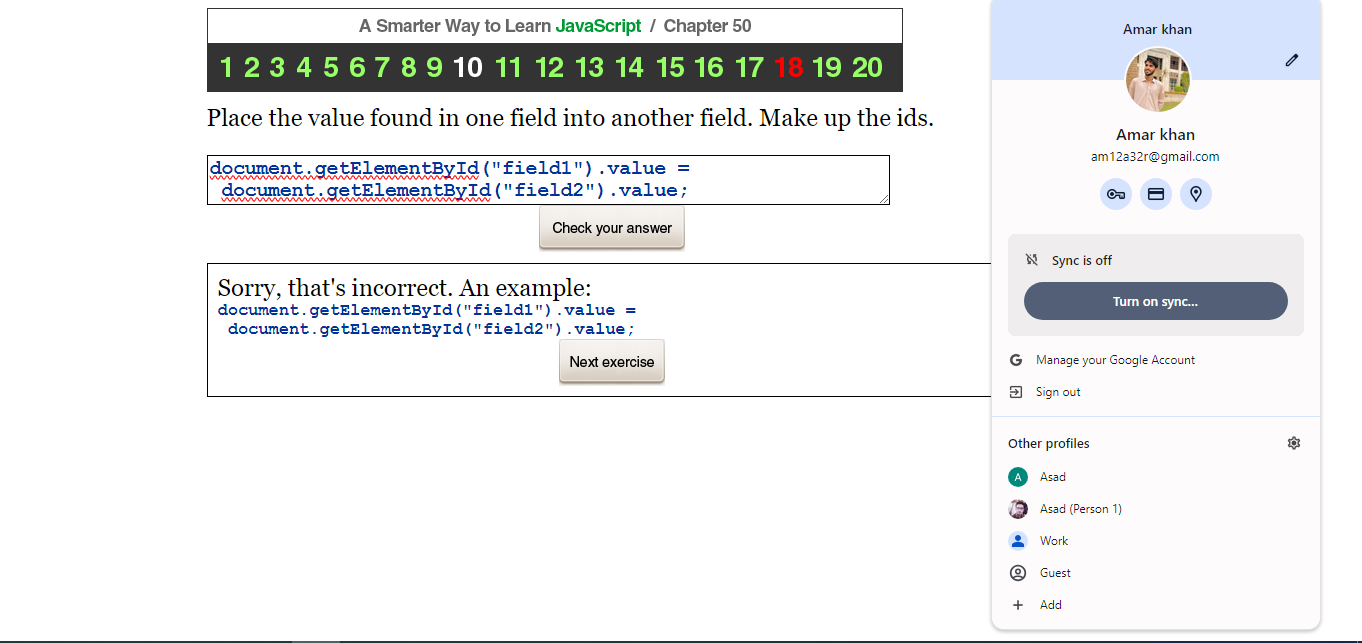 A Smarter Way to Learn JavaScript / Chapter 50
1 2 3 4 5 6 7 8 9 10 11 12 13 14 15 16 17 18 19 20
Place the value found in one field into another field. Make up the ids.
document.getElementById("field1").value =
document.getElementById("field2").value;
Check your answer
Sorry, that's incorrect. An example:
document.getElementById("field1").value =
document.getElementById("field2").value;
Next exercise
Amar khan
Amar khan
am12a32r@gmail.com
Sync is off
Turn on sync...
G Manage your Google Account
Sign out
Other profiles
A Asad
Asad (Person 1)
Work
Guest
+ Add